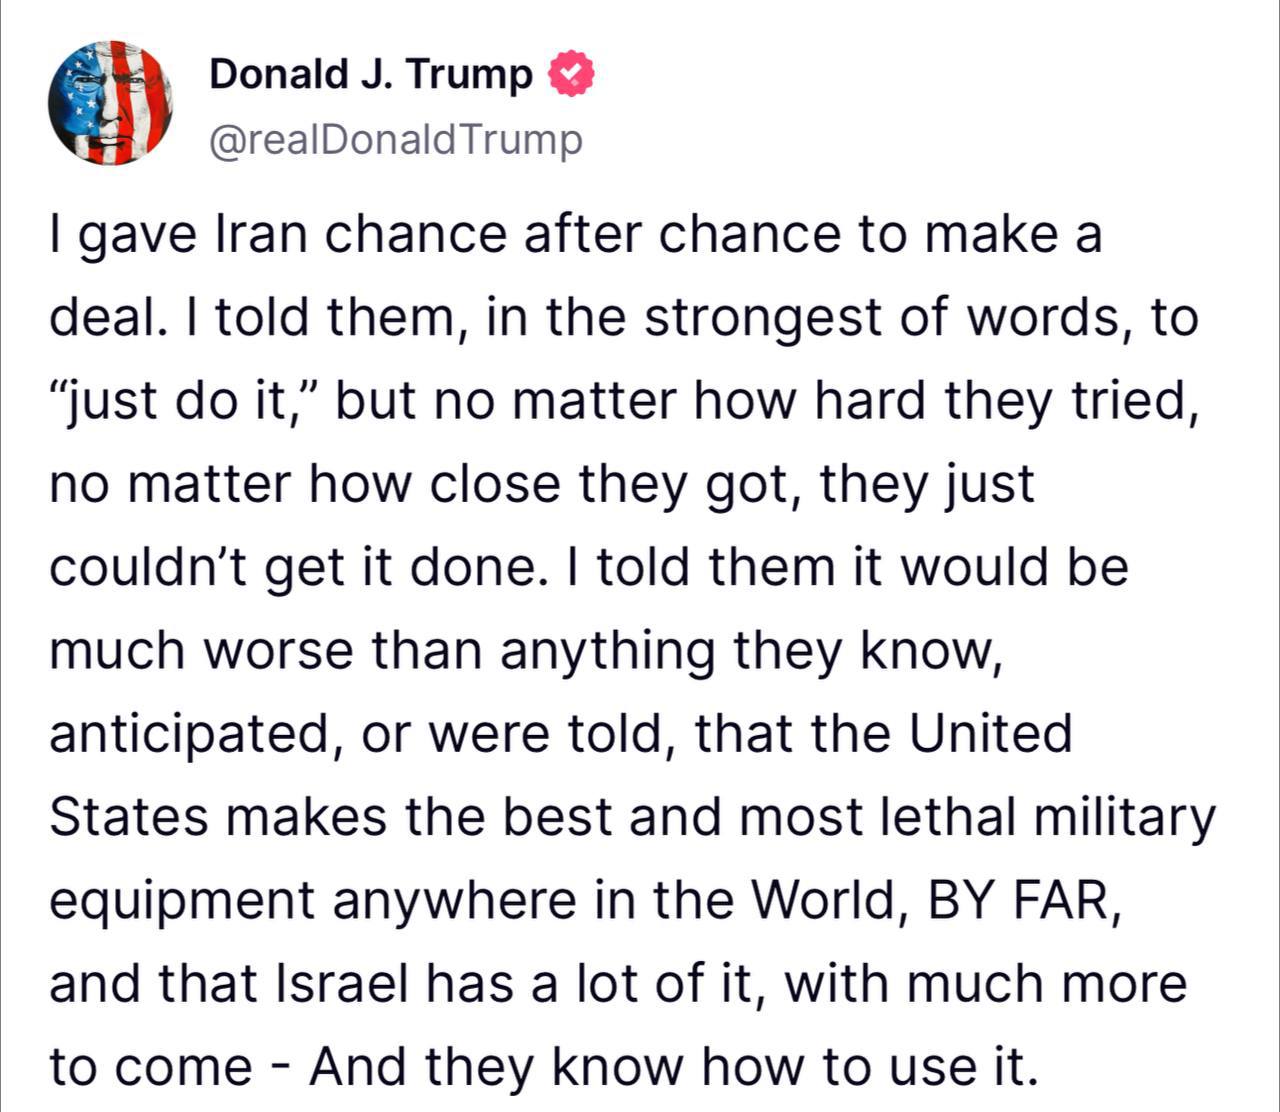 Donald J. Trump
@realDonaldTrump
I gave Iran chance after chance to make a
deal. I told them, in the strongest of words, to
“just do it,” but no matter how hard they tried,
no matter how close they got, they just
couldn’t get it done. I told them it would be
much worse than anything they know,
anticipated, or were told, that the United
States makes the best and most lethal military
equipment anywhere in the World, BY FAR,
and that Israel has a lot of it, with much more
to come - And they know how to use it.